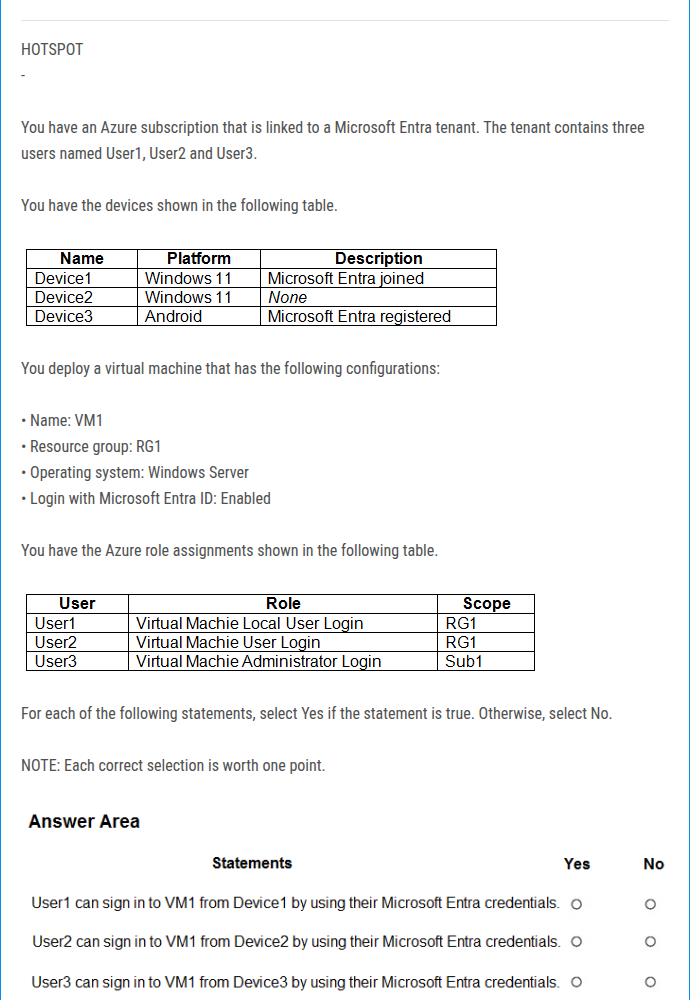 HOTSPOT
-
You have an Azure subscription that is linked to a Microsoft Entra tenant. The tenant contains three
users named User1, User2 and User3.
You have the devices shown in the following table.
Name Platform Description
Device1 Windows 11 Microsoft Entra joined
Device2 Windows 11 None
Device3 Android Microsoft Entra registered
You deploy a virtual machine that has the following configurations:
• Name: VM1
• Resource group: RG1
• Operating system: Windows Server
• Login with Microsoft Entra ID: Enabled
You have the Azure role assignments shown in the following table.
User Role Scope
User1 Virtual Machie Local User Login RG1
User2 Virtual Machie User Login RG1
User3 Virtual Machie Administrator Login Sub1
For each of the following statements, select Yes if the statement is true. Otherwise, select No.
NOTE: Each correct selection is worth one point.
Answer Area
Statements Yes No
User1 can sign in to VM1 from Device1 by using their Microsoft Entra credentials.
User2 can sign in to VM1 from Device2 by using their Microsoft Entra credentials.
User3 can sign in to VM1 from Device3 by using their Microsoft Entra credentials.